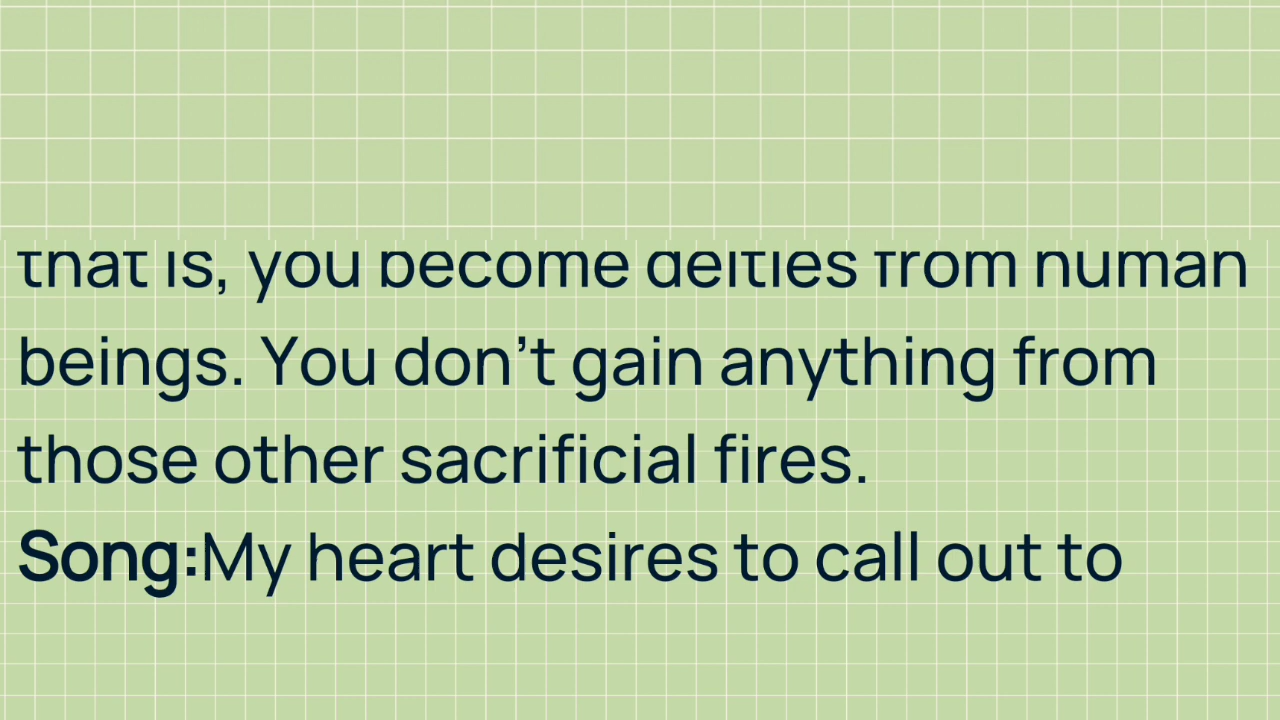 that is, you become deities from human
beings. You don’t gain anything from
those other sacrificial fires.
Song:My heart desires to call out to